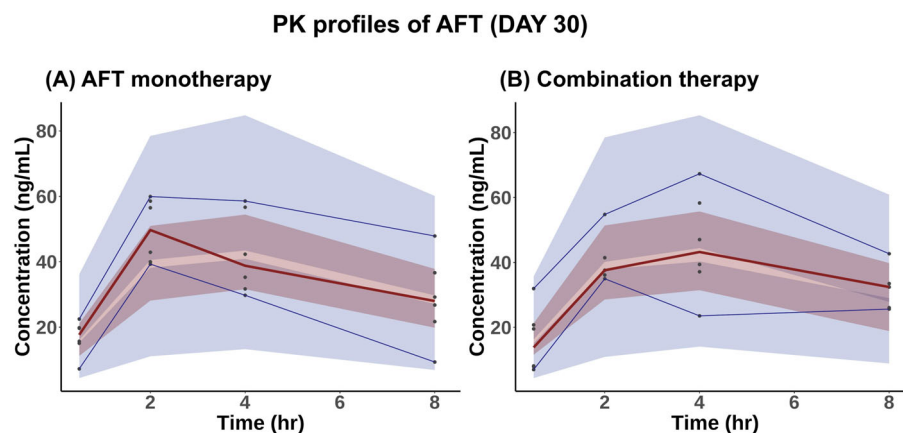 PK profiles of AFT (DAY 30)
(A) AFT monotherapy
(B) Combination therapy
Concentration (ng/mL)
80
60
40
20
2
4
6
8
Time (hr)
Concentration (ng/mL)
80
60
40
20
2
4
6
8
Time (hr)